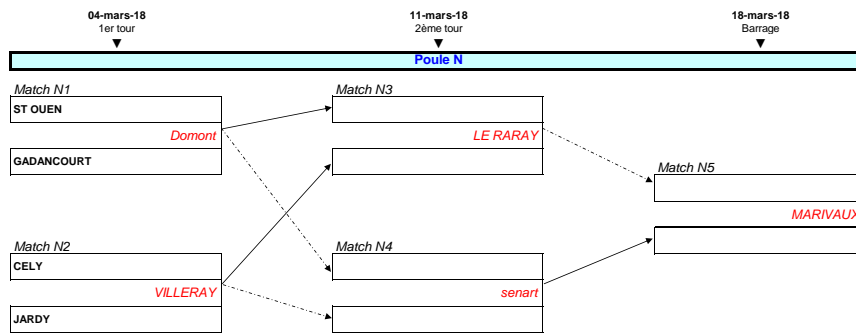 04-mars-18
1er tour
11-mars-18
2ème tour
18-mars-18
Barrage
Poule N
Match N1
ST OUEN
Domont
GADANCOURT
Match N2
CELY
VILLERAY
JARDY
Match N3
LE RARAY
Match N4
senart
Match N5
MARIVAUX